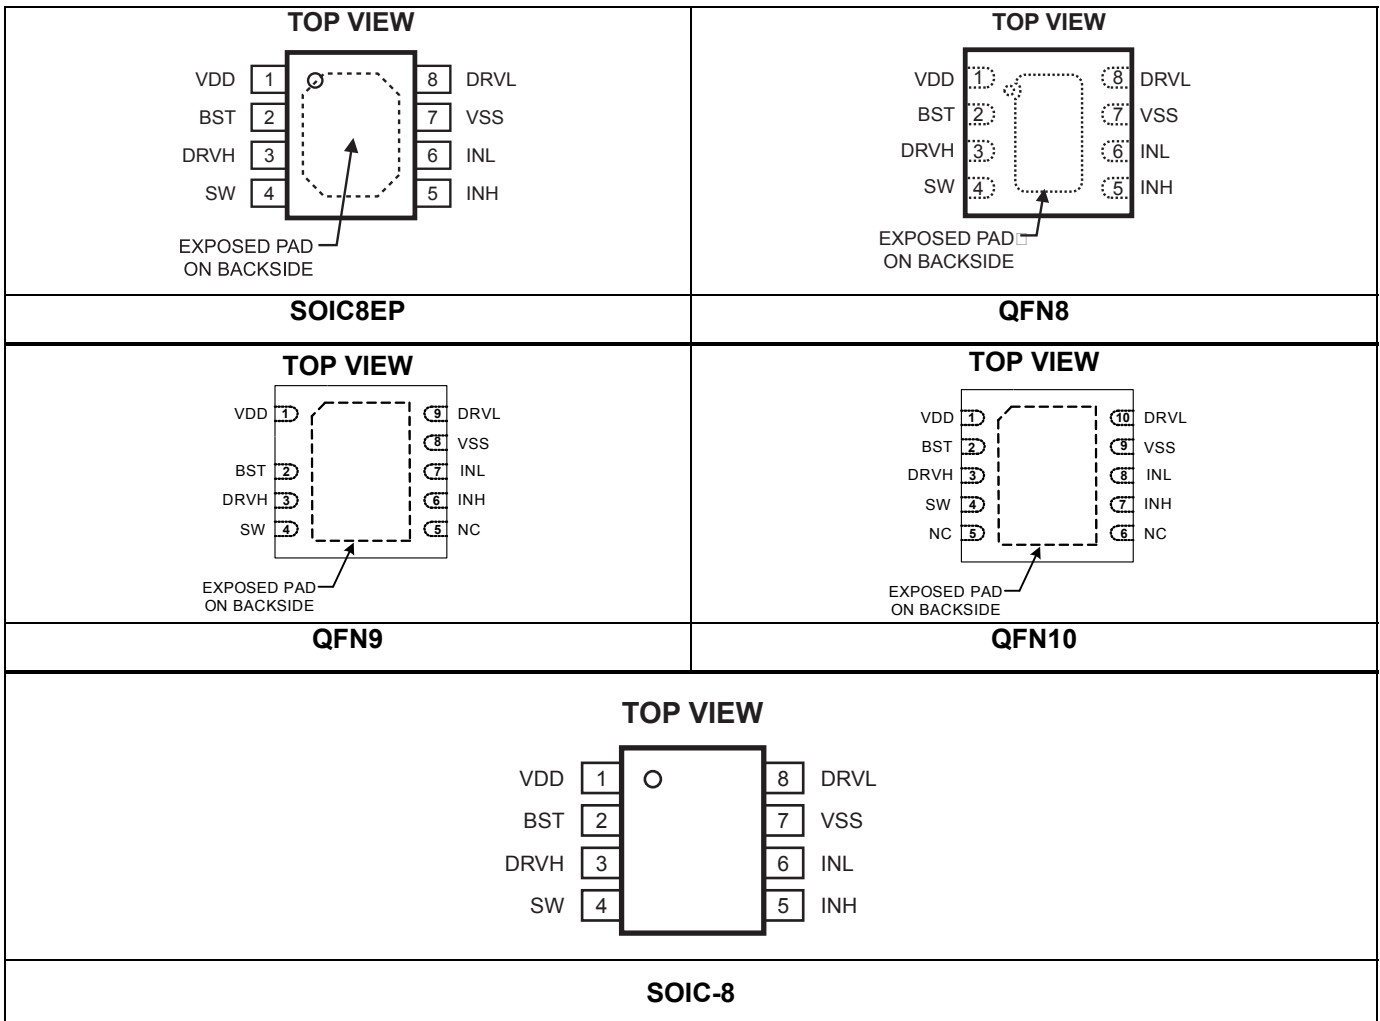 TOP VIEW
VDD 1 8 DRVL
BST 2 7 VSS
DRVH 3 6 INL
SW 4 5 INH
EXPOSED PAD
ON BACKSIDE
SOIC8EP
TOP VIEW
VDD 1 8 DRVL
BST 2 7 VSS
DRVH 3 6 INL
SW 4 5 INH
EXPOSED PAD□
ON BACKSIDE
QFN8
TOP VIEW
VDD 1 9 DRVL
8 VSS
BST 2 7 INL
DRVH 3 6 INH
SW 4 5 NC
EXPOSED PAD
ON BACKSIDE
QFN9
TOP VIEW
VDD 1 10 DRVL
BST 2 9 VSS
DRVH 3 8 INL
SW 4 7 INH
NC 5 6 NC
EXPOSED PAD
ON BACKSIDE
QFN10
TOP VIEW
VDD 1 8 DRVL
BST 2 7 VSS
DRVH 3 6 INL
SW 4 5 INH
SOIC-8